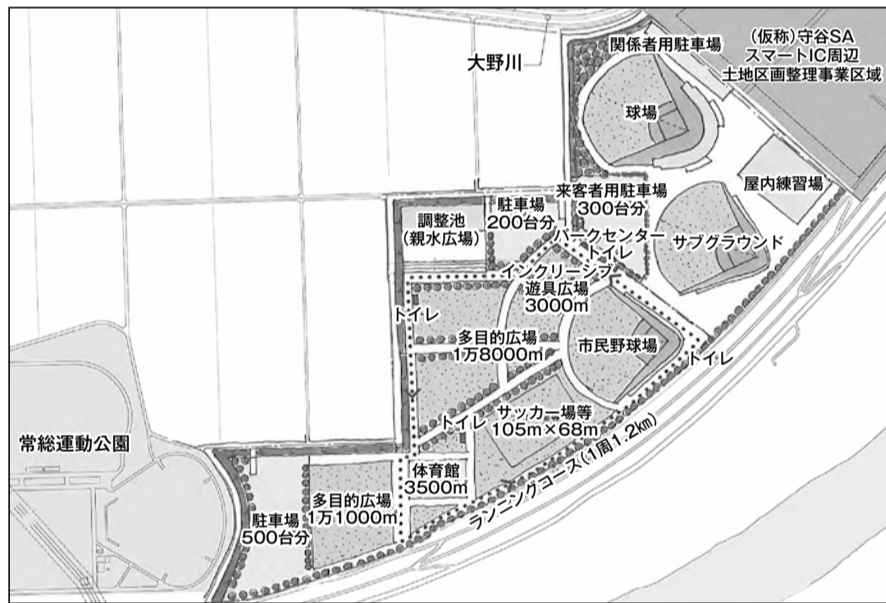 大野川
関係者用駐車場
(仮称)守谷SA
スマートIC周辺
土地区画整理事業区域
球場
屋内練習場
来客者用駐車場
300台分
駐車場
200台分
調整池
(親水広場)
パークセンター
トイレ
サブグラウンド
インクリーシブ
遊具広場
3000㎡
トイレ
多目的広場
1万8000㎡
市民野球場
トイレ
トイレ
サッカー場等
105m×68m
ランニングコース(1周1.2㎞)
常総運動公園
体育館
3500㎡
多目的広場
1万1000㎡
駐車場
500台分